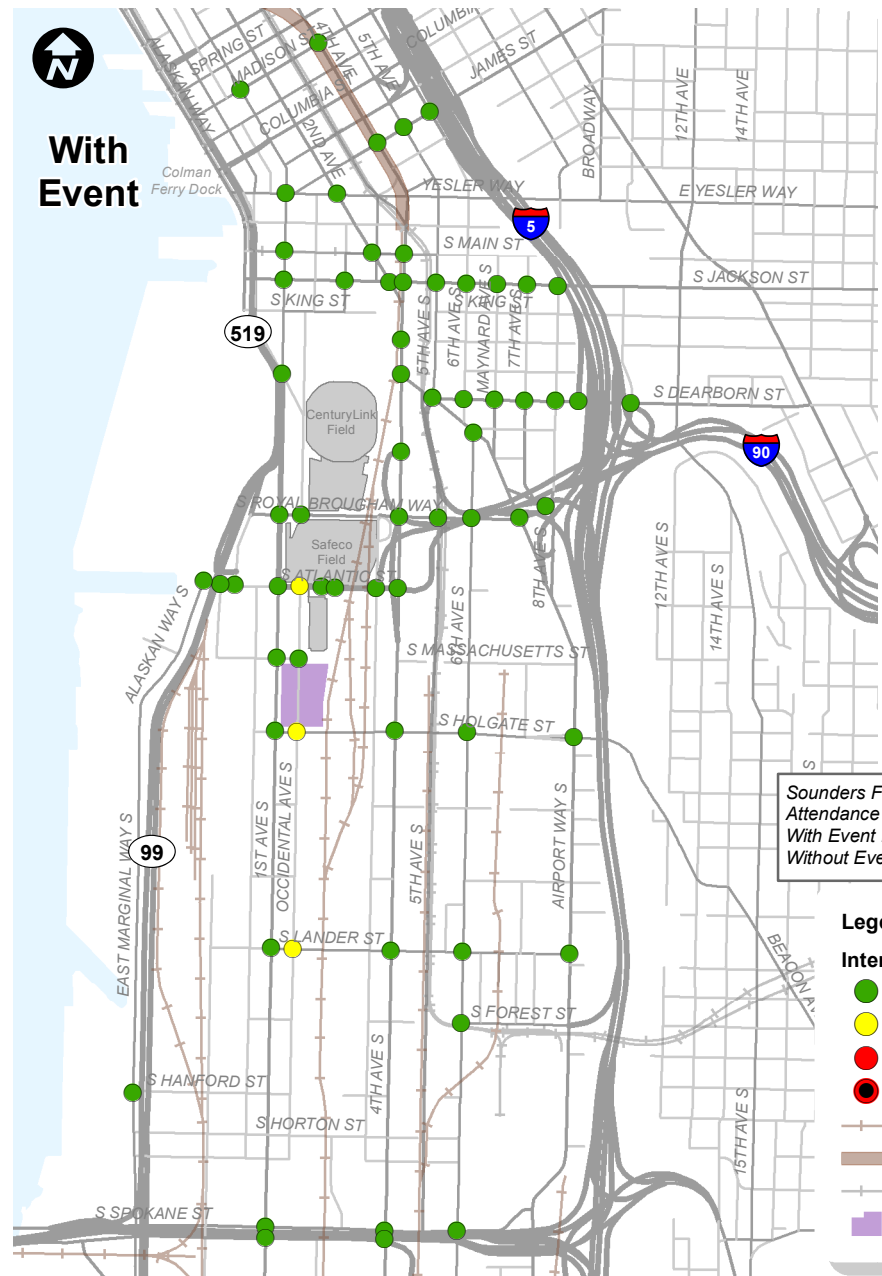 N
With
Event
ALASKAN WAY
SPRING ST
MADISON ST
COLUMBIA
4TH AVE S
5TH AVE
COLUMBIA
JAMES ST
2ND AVE
BROADWAY
12TH AVE
14TH AVE
Colman
Ferry Dock
YESLER WAY
E YESLER WAY
5
S MAIN ST
S JACKSON ST
S KING ST
S KING ST
519
5TH AVE S
6TH AVE S
MAYNARD AVE S
7TH AVE S
S DEARBORN ST
CenturyLink
Field
90
S ROYAL BROUGHAM WAY
Safeco
Field
S ATLANTIC ST
8TH AVE S
12TH AVE S
14TH AVE S
ALASKAN WAY S
6TH AVE S
S MASSACHUSETTS ST
S HOLGATE ST
S
1ST AVE S
OCCIDENTAL AVE S
5TH AVE S
AIRPORT WAY S
99
EAST MARGINAL WAY S
Sounders F
Attendance
With Event
Without Eve
Lege
Inter
S LANDER ST
BEACON AV
S FOREST ST
4TH AVE S
S HANFORD ST
S HORTON ST
15TH AVE S
S SPOKANE ST